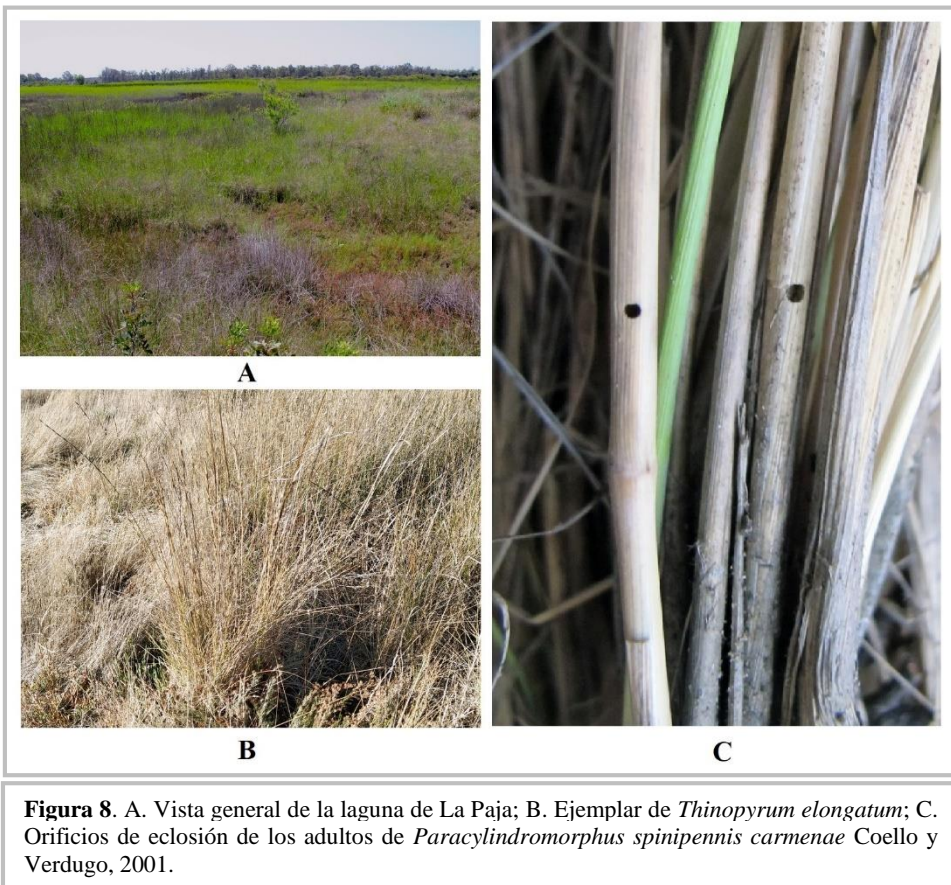 A
B
C
Figura 8. A. Vista general de la laguna de La Paja; B. Ejemplar de Thinopyrum elongatum; C.
Orificios de eclosión de los adultos de Paracylindromorphus spinipennis carmenae Coello y
Verdugo, 2001.